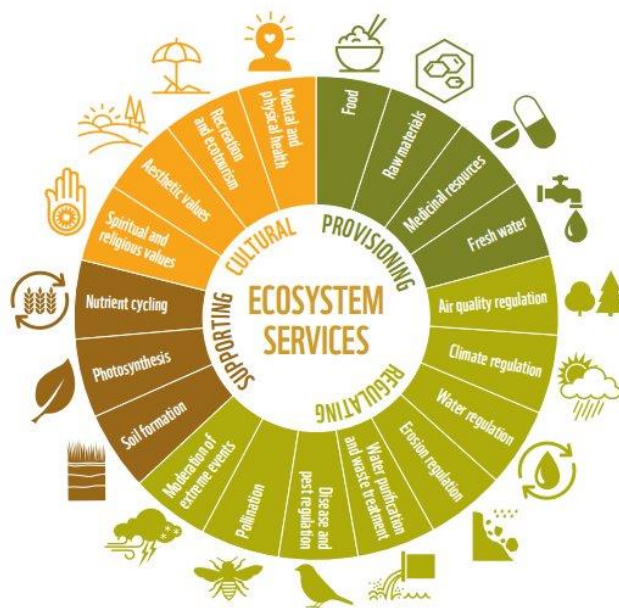 ECOSYSTEM
SERVICES
PROVISIONING
Food
Raw materials
Medicinal resources
Fresh water
REGULATING
Air quality regulation
Climate regulation
Water regulation
Erosion regulation
Water purification
and waste treatment
Disease and
pest regulation
Pollination
Moderation of
extreme events
SUPPORTING
Soil formation
Photosynthesis
Nutrient cycling
CULTURAL
Spiritual and
religious values
Aesthetic values
Recreation
and ecotourism
Mental and
physical health